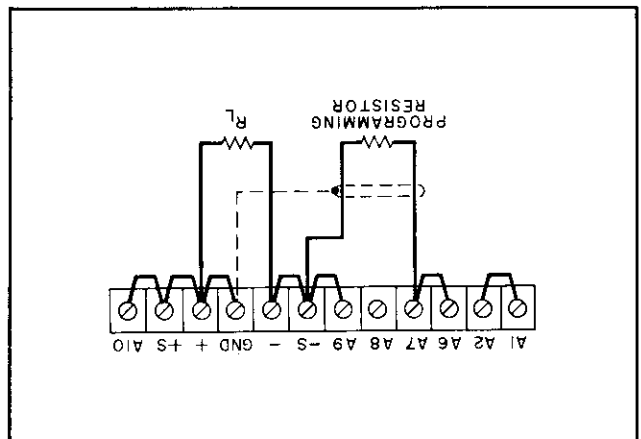 A1 A2 A6 A7 A8 A9 -S - GND + +S A10
PROGRAMMING
RESISTOR
RL